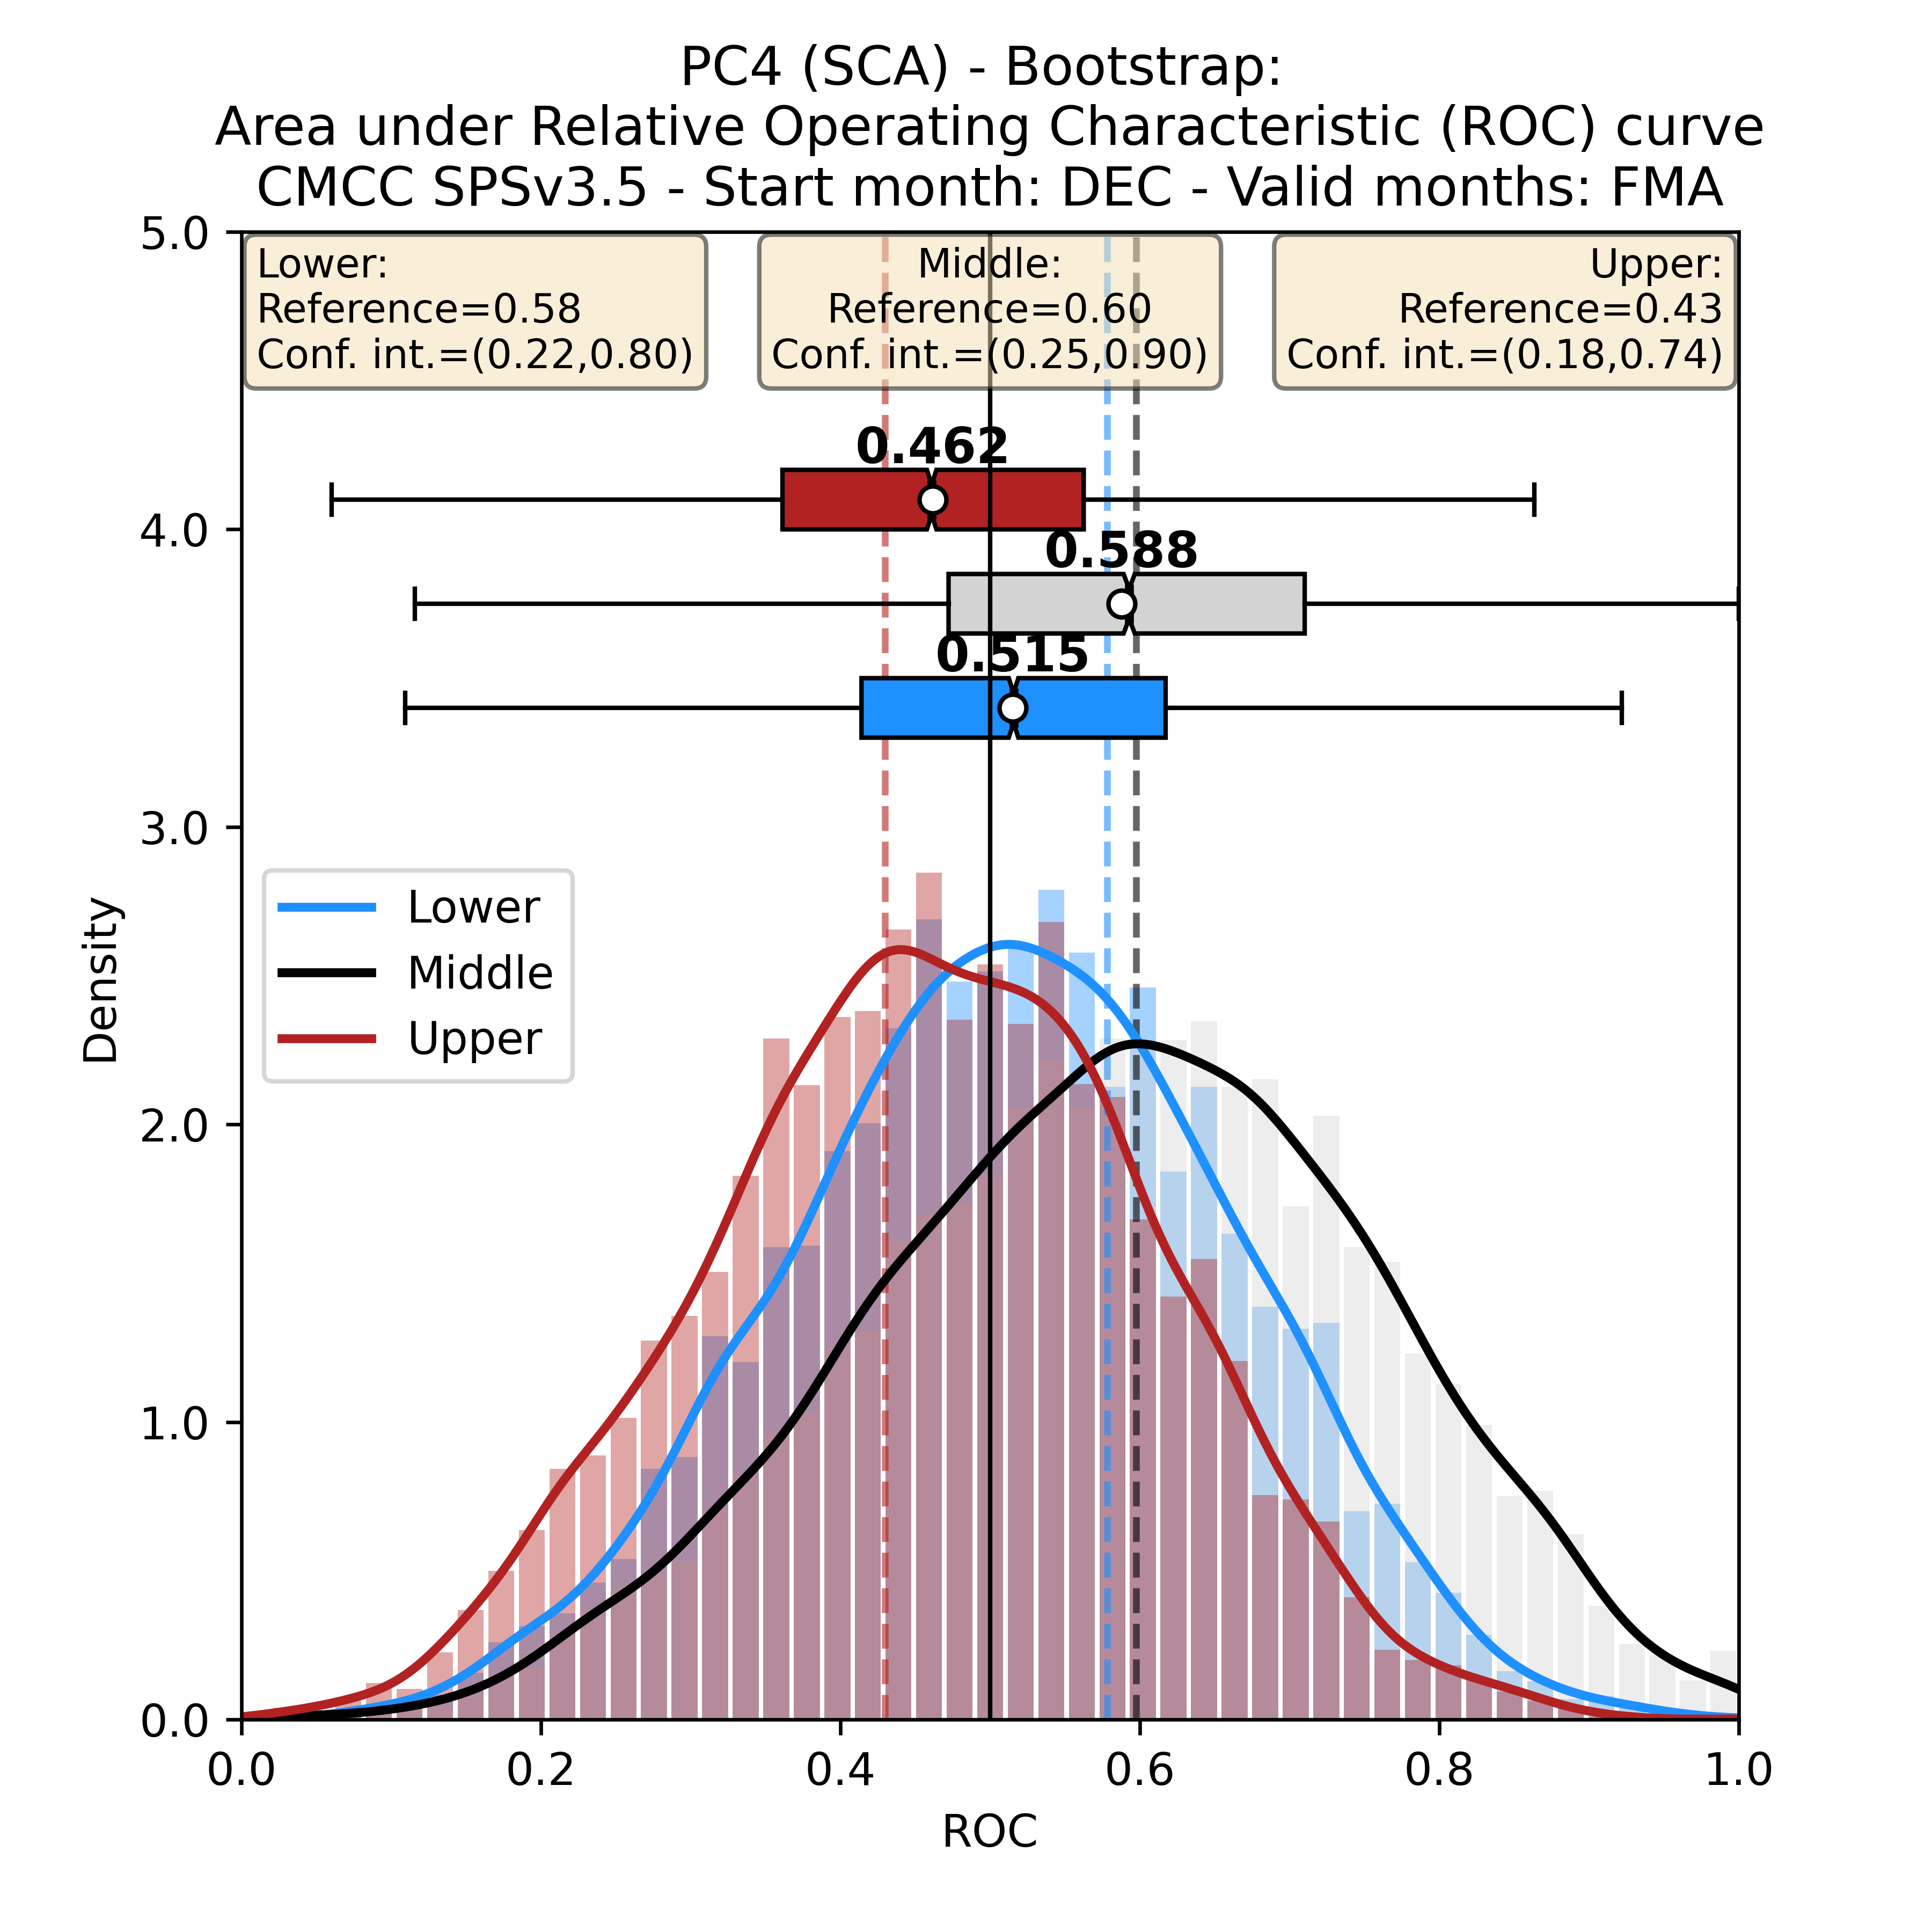 PC4 (SCA) - Bootstrap:
Area under Relative Operating Characteristic (ROC) curve
CMCC SPSv3.5 - Start month: DEC - Valid months: FMA
Lower:
Reference=0.58
Conf. int.=(0.22,0.80)
Middle:
Reference=0.60
Conf. int.=(0.25,0.90)
Upper:
Reference=0.43
Conf. int.=(0.18,0.74)
0.462
0.588
0.515
Lower
Middle
Upper
5.0
4.0
3.0
2.0
1.0
0.0
Density
0.0
0.2
0.4
0.6
0.8
1.0
ROC